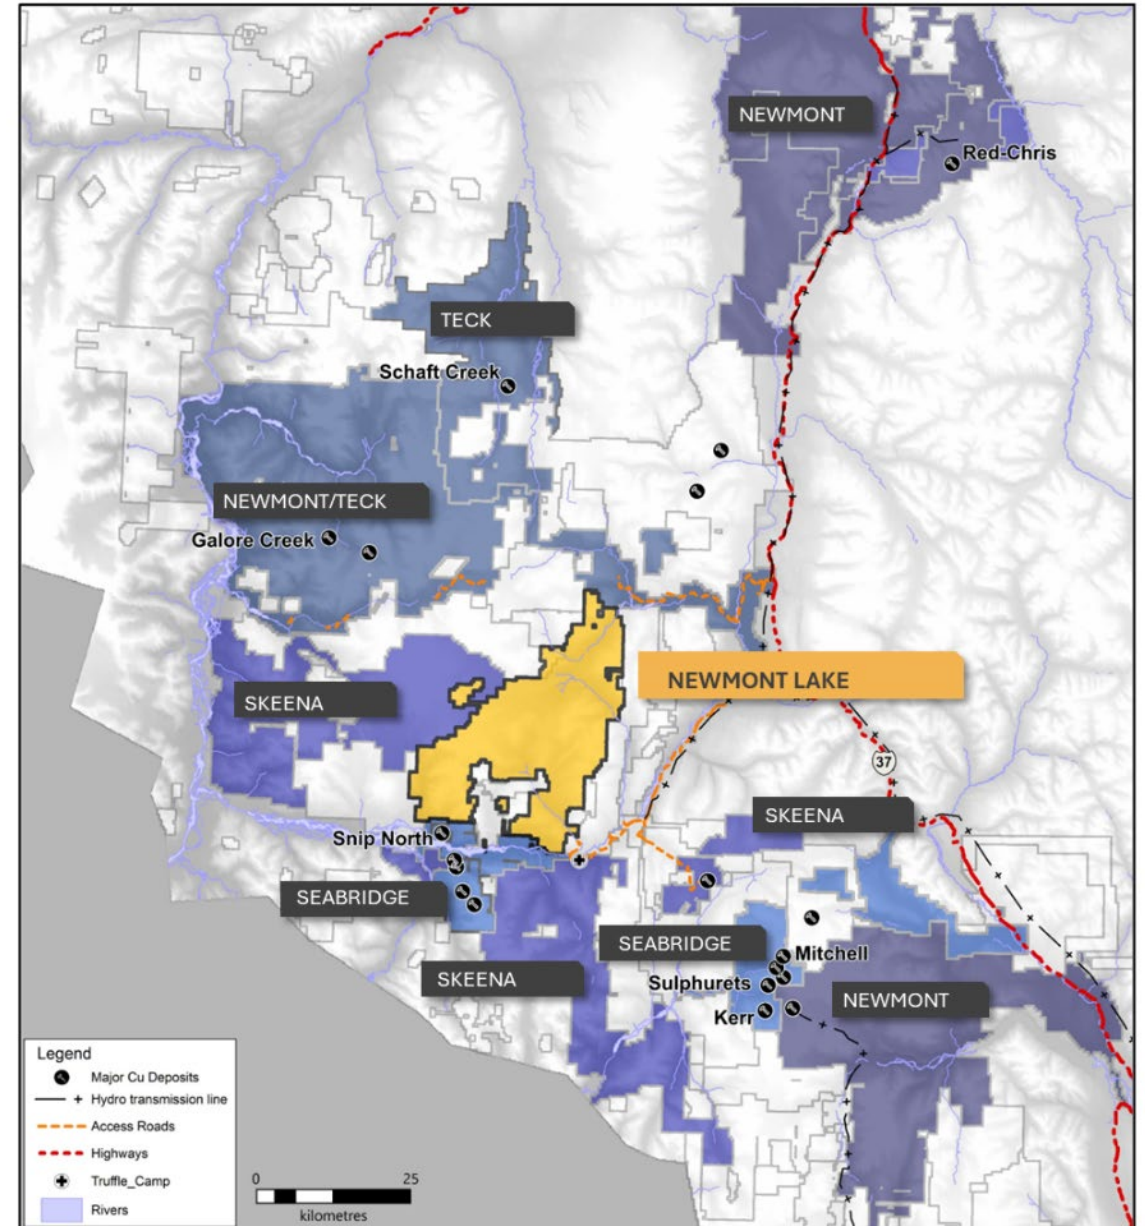 NEWMONT
Red-Chris
TECK
Schaft Creek
NEWMONT/TECK
Galore Creek
NEWMONT LAKE
SKEENA
37
SKEENA
Snip North
SEABRIDGE
SEABRIDGE
Mitchell
SKEENA
Sulphurets
NEWMONT
Kerr
Legend
Major Cu Deposits
Hydro transmission line
Access Roads
Highways
Truffle_Camp
Rivers
0 25
kilometres